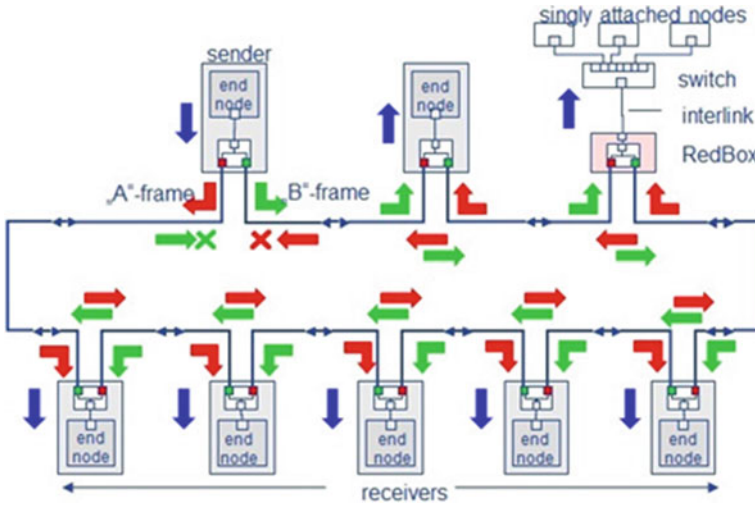 singly attached nodes
sender
end
node
end
node
switch
interlink
RedBox
„A“-frame
„B“-frame
end
node
end
node
end
node
end
node
end
node
receivers